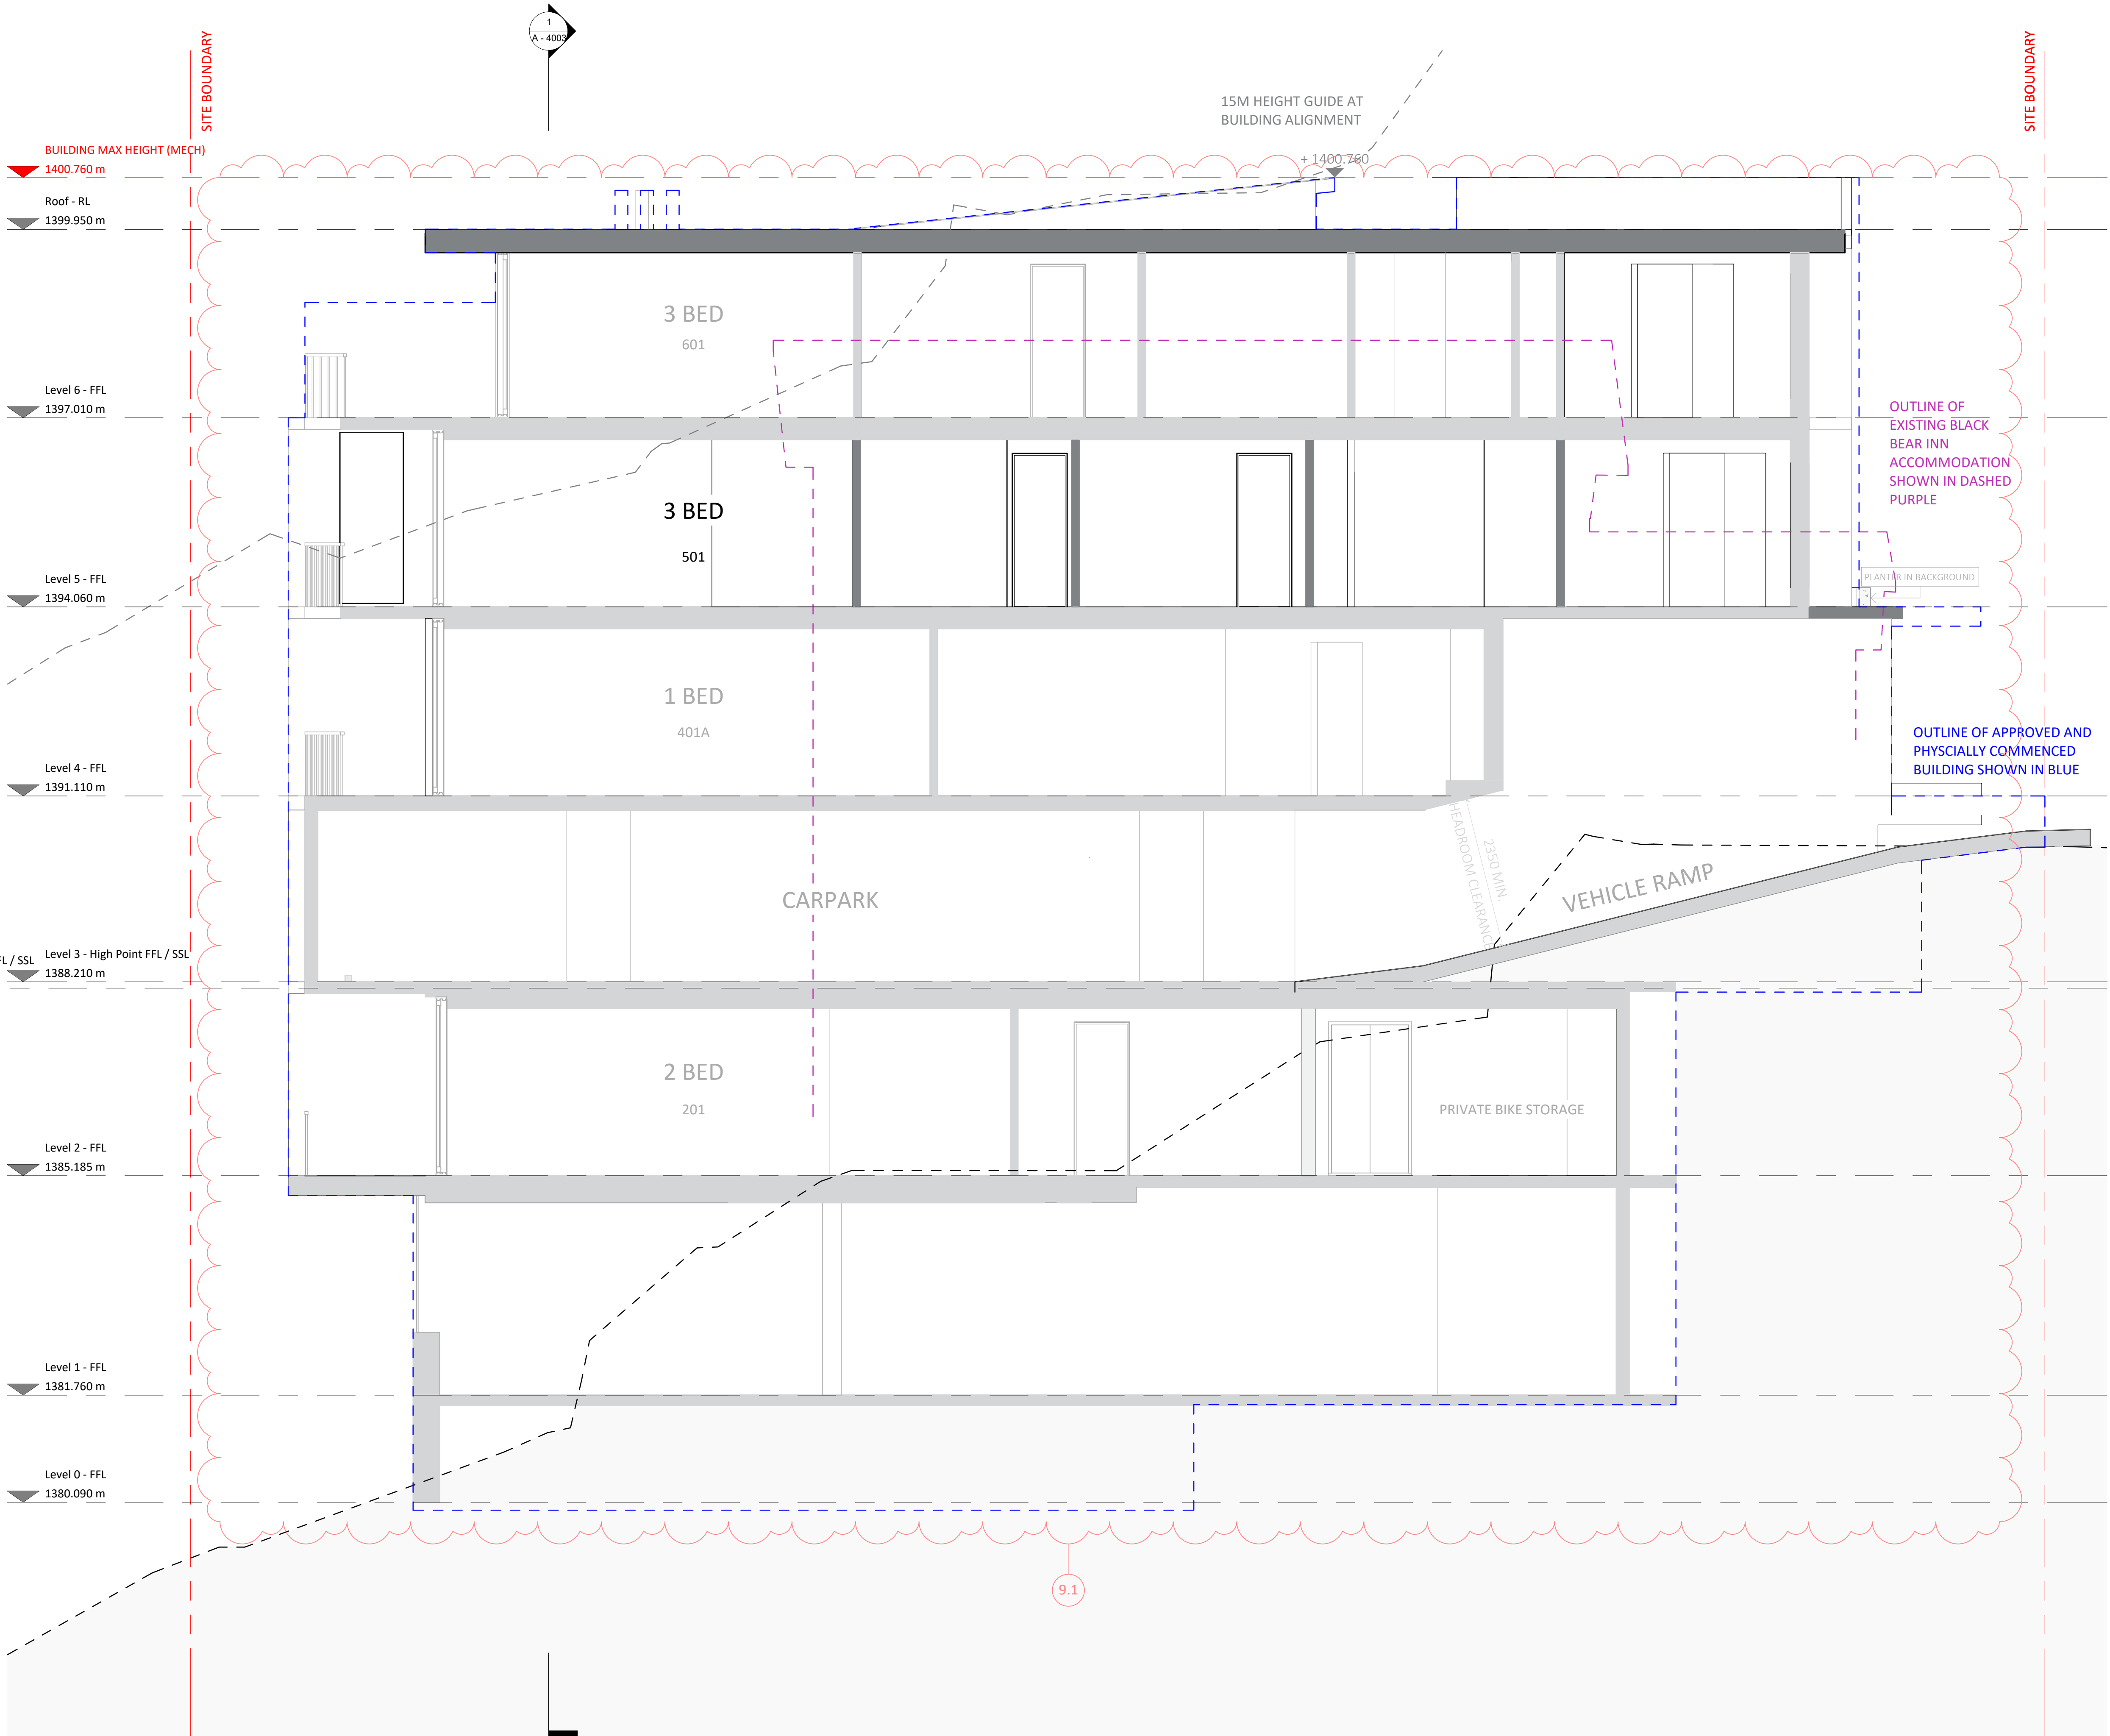 1
A - 4003
SITE BOUNDARY
SITE BOUNDARY
15M HEIGHT GUIDE AT
BUILDING ALIGNMENT
+ 1400.760
BUILDING MAX HEIGHT (MECH)
1400.760 m
Roof - RL
1399.950 m
3 BED
601
Level 6 - FFL
1397.010 m
OUTLINE OF
EXISTING BLACK
BEAR INN
ACCOMMODATION
SHOWN IN DASHED
PURPLE
3 BED
501
Level 5 - FFL
1394.060 m
PLANTER IN BACKGROUND
1 BED
401A
OUTLINE OF APPROVED AND
PHYSCIALLY COMMENCED
BUILDING SHOWN IN BLUE
Level 4 - FFL
1391.110 m
2350 MIN.
HEADROOM CLEARANCE
CARPARK
VEHICLE RAMP
FL / SSL
Level 3 - High Point FFL / SSL
1388.210 m
2 BED
201
PRIVATE BIKE STORAGE
Level 2 - FFL
1385.185 m
Level 1 - FFL
1381.760 m
Level 0 - FFL
1380.090 m
9.1